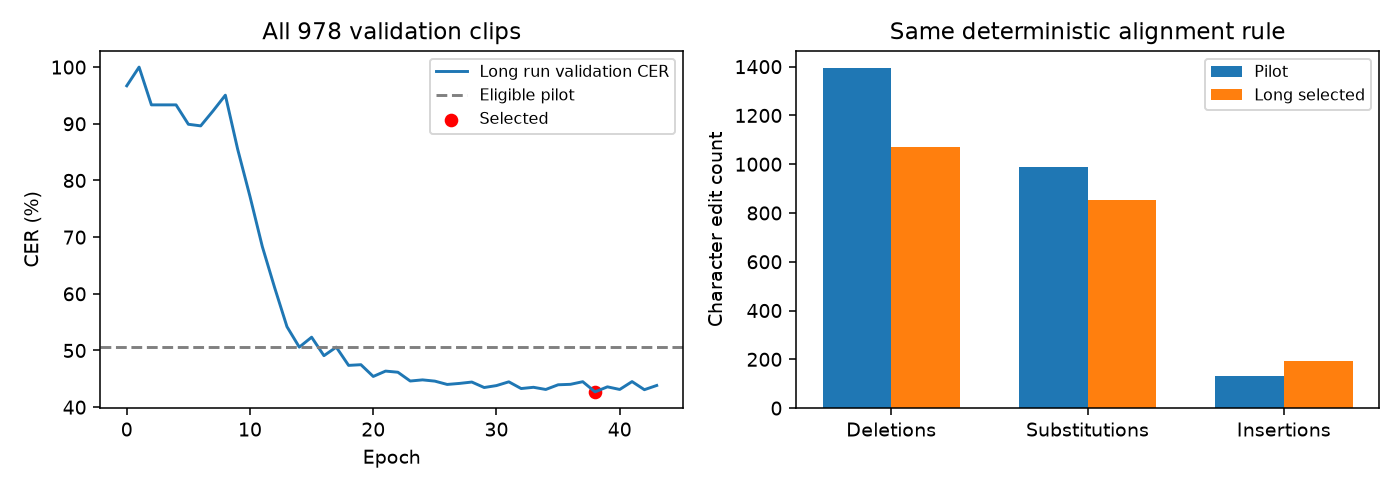 All 978 validation clips
CER (%)
100
90
80
70
60
50
40
0
10
20
30
40
Epoch
Long run validation CER
Eligible pilot
Selected
Same deterministic alignment rule
Character edit count
1400
1200
1000
800
600
400
200
0
Deletions
Substitutions
Insertions
Pilot
Long selected